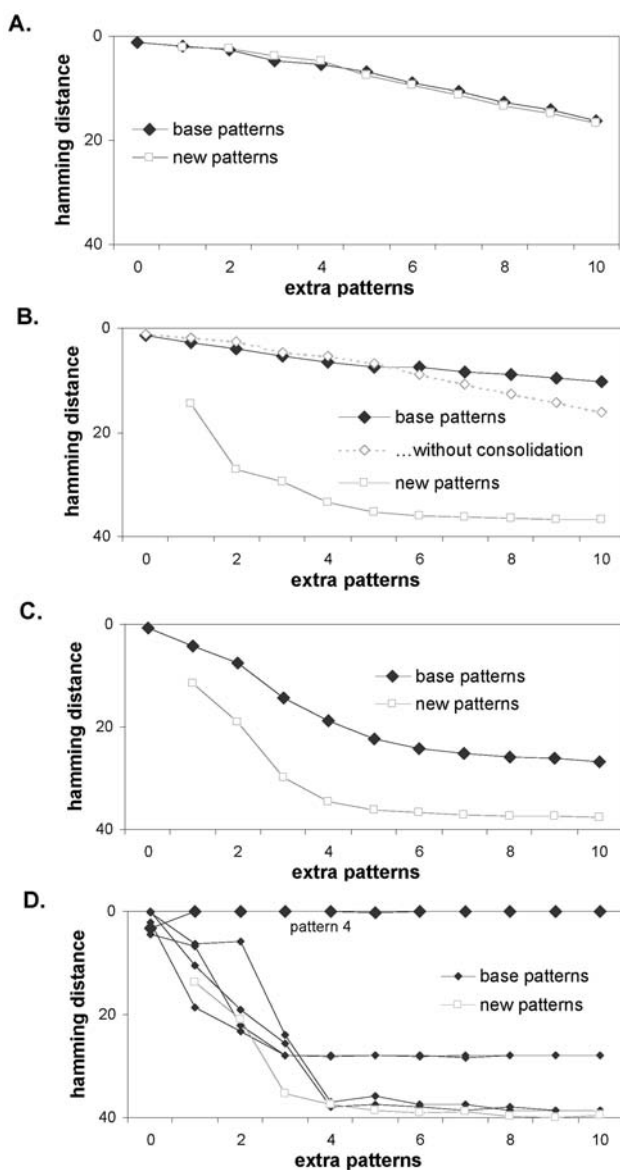 A.
hamming distance
0
20
40
base patterns
new patterns
0 2 4 6 8 10
extra patterns
B.
hamming distance
0
20
40
base patterns
...without consolidation
new patterns
0 2 4 6 8 10
extra patterns
C.
hamming distance
0
20
40
base patterns
new patterns
0 2 4 6 8 10
extra patterns
D.
hamming distance
0
20
40
pattern 4
base patterns
new patterns
0 2 4 6 8 10
extra patterns